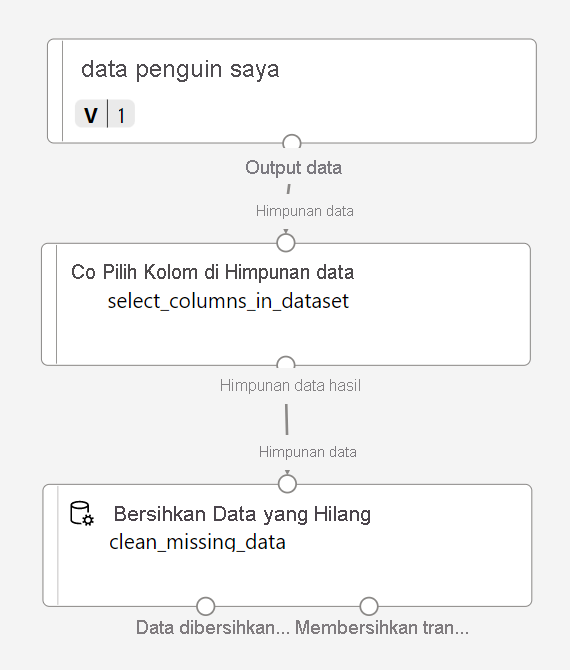 data penguin saya
V 1
Output data
Himpunan data
Co Pilih Kolom di Himpunan data
select_columns_in_dataset
Himpunan data hasil
Himpunan data
Bersihkan Data yang Hilang
clean_missing_data
Data dibersihkan... Membersihkan tran...